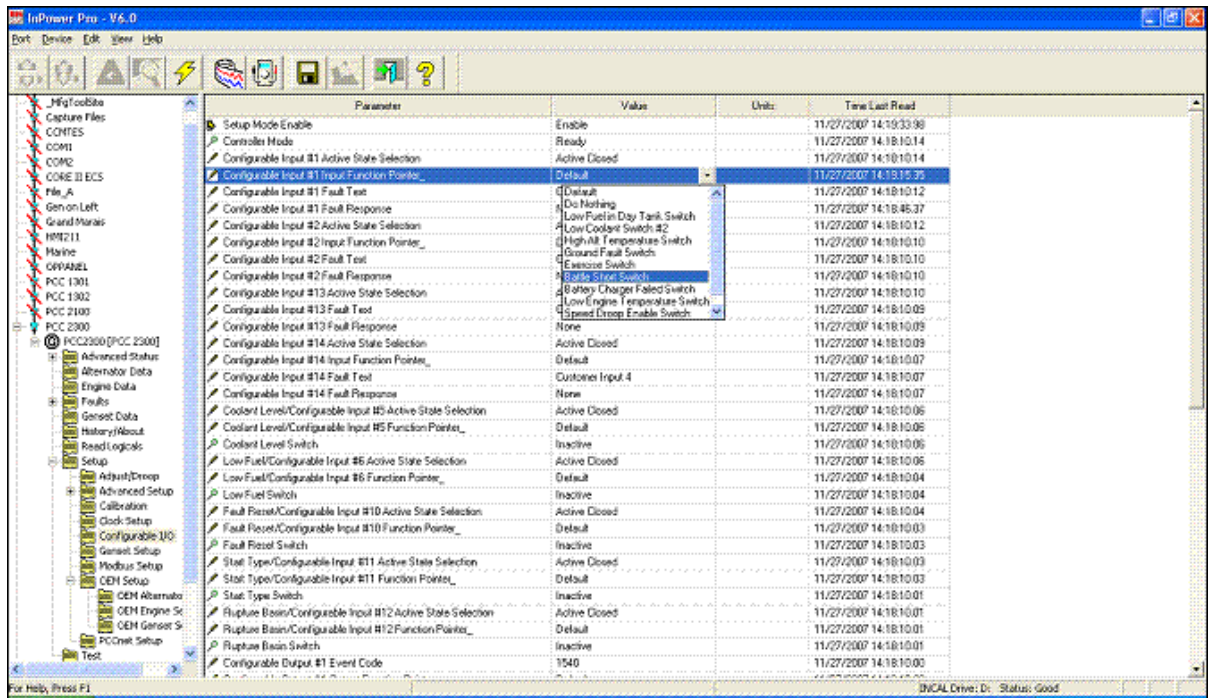 InPower Pro - V6.0
Port Device Edit View Help
_MfgToolSite
Capture Files
CCMTES
COM1
COM2
CORE II ECS
File_A
Gen on Left
Grand Marais
HMI211
Marine
OPPANEL
PCC 1301
PCC 1302
PCC 2100
PCC 2300
PCC2300 [PCC 2300]
Advanced Status
Alternator Data
Engine Data
Faults
Genset Data
History/About
Read Logicals
Setup
Adjust/Droop
Advanced Setup
Calibration
Clock Setup
Configurable I/O
Genset Setup
Modbus Setup
OEM Setup
OEM Alternato
OEM Engine Se
OEM Genset S
PCCnet Setup
Test
Parameter Value Units Time Last Read
Setup Mode Enable Enable 11/27/2007 14:19:33.98
Controller Mode Ready 11/27/2007 14:18:10.14
Configurable Input #1 Active State Selection Active Closed 11/27/2007 14:18:10.14
Configurable Input #1 Input Function Pointer_ Default 11/27/2007 14:19:15.35
Configurable Input #1 Fault Text 11/27/2007 14:18:10.12
Configurable Input #1 Fault Response 11/27/2007 14:18:46.37
Configurable Input #2 Active State Selection 11/27/2007 14:18:10.12
Configurable Input #2 Input Function Pointer_ 11/27/2007 14:18:10.10
Configurable Input #2 Fault Text 11/27/2007 14:18:10.10
Configurable Input #2 Fault Response 11/27/2007 14:18:10.10
Configurable Input #13 Active State Selection 11/27/2007 14:18:10.10
Configurable Input #13 Fault Text 11/27/2007 14:18:10.09
Default
Do Nothing
Low Fuel in Day Tank Switch
Low Coolant Switch #2
High Alt Temperature Switch
Ground Fault Switch
Exercise Switch
Battle Short Switch
Battery Charger Failed Switch
Low Engine Temperature Switch
Speed Droop Enable Switch
Configurable Input #13 Fault Response None 11/27/2007 14:18:10.09
Configurable Input #14 Active State Selection Active Closed 11/27/2007 14:18:10.09
Configurable Input #14 Input Function Pointer_ Default 11/27/2007 14:18:10.07
Configurable Input #14 Fault Text Customer Input 4 11/27/2007 14:18:10.07
Configurable Input #14 Fault Response None 11/27/2007 14:18:10.07
Coolant Level/Configurable Input #5 Active State Selection Active Closed 11/27/2007 14:18:10.06
Coolant Level/Configurable Input #5 Function Pointer_ Default 11/27/2007 14:18:10.06
Coolant Level Switch Inactive 11/27/2007 14:18:10.06
Low Fuel/Configurable Input #6 Active State Selection Active Closed 11/27/2007 14:18:10.06
Low Fuel/Configurable Input #6 Function Pointer_ Default 11/27/2007 14:18:10.04
Low Fuel Switch Inactive 11/27/2007 14:18:10.04
Fault Reset/Configurable Input #10 Active State Selection Active Closed 11/27/2007 14:18:10.04
Fault Reset/Configurable Input #10 Function Pointer_ Default 11/27/2007 14:18:10.03
Fault Reset Switch Inactive 11/27/2007 14:18:10.03
Start Type/Configurable Input #11 Active State Selection Active Closed 11/27/2007 14:18:10.03
Start Type/Configurable Input #11 Function Pointer_ Default 11/27/2007 14:18:10.03
Start Type Switch Inactive 11/27/2007 14:18:10.01
Rupture Basin/Configurable Input #12 Active State Selection Active Closed 11/27/2007 14:18:10.01
Rupture Basin/Configurable Input #12 Function Pointer_ Default 11/27/2007 14:18:10.01
Rupture Basin Switch Inactive 11/27/2007 14:18:10.01
Configurable Output #1 Event Code 1540 11/27/2007 14:18:10.00
For Help, Press F1 INCAL Drive: D: Status: Good